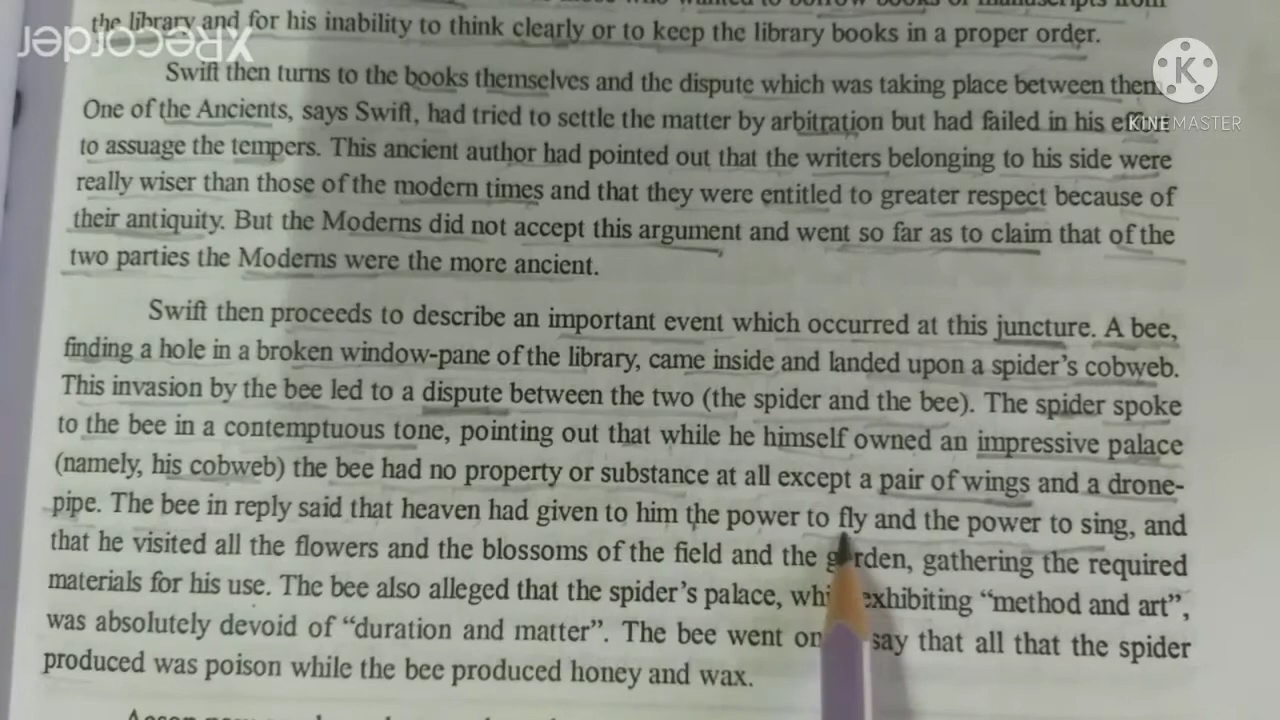 the library and for his inability to think clearly or to keep the library books in a proper order.
XRecorder
K
KINEMASTER
Swift then turns to the books themselves and the dispute which was taking place between them.
One of the Ancients, says Swift, had tried to settle the matter by arbitration but had failed in his
to assuage the tempers. This ancient author had pointed out that the writers belonging to his side were
really wiser than those of the modern times and that they were entitled to greater respect because of
their antiquity. But the Moderns did not accept this argument and went so far as to claim that of the
two parties the Moderns were the more ancient.
Swift then proceeds to describe an important event which occurred at this juncture. A bee,
finding a hole in a broken window-pane of the library, came inside and landed upon a spider's cobweb.
This invasion by the bee led to a dispute between the two (the spider and the bee). The spider spoke
to the bee in a contemptuous tone, pointing out that while he himself owned an impressive palace
(namely, his cobweb) the bee had no property or substance at all except a pair of wings and a drone-
pipe. The bee in reply said that heaven had given to him the power to fly and the power to sing, and
that he visited all the flowers and the blossoms of the field and the garden, gathering the required
materials for his use. The bee also alleged that the spider's palace, exhibiting "method and art",
was absolutely devoid of "duration and matter". The bee went on say that all that the spider
produced was poison while the bee produced honey and wax.